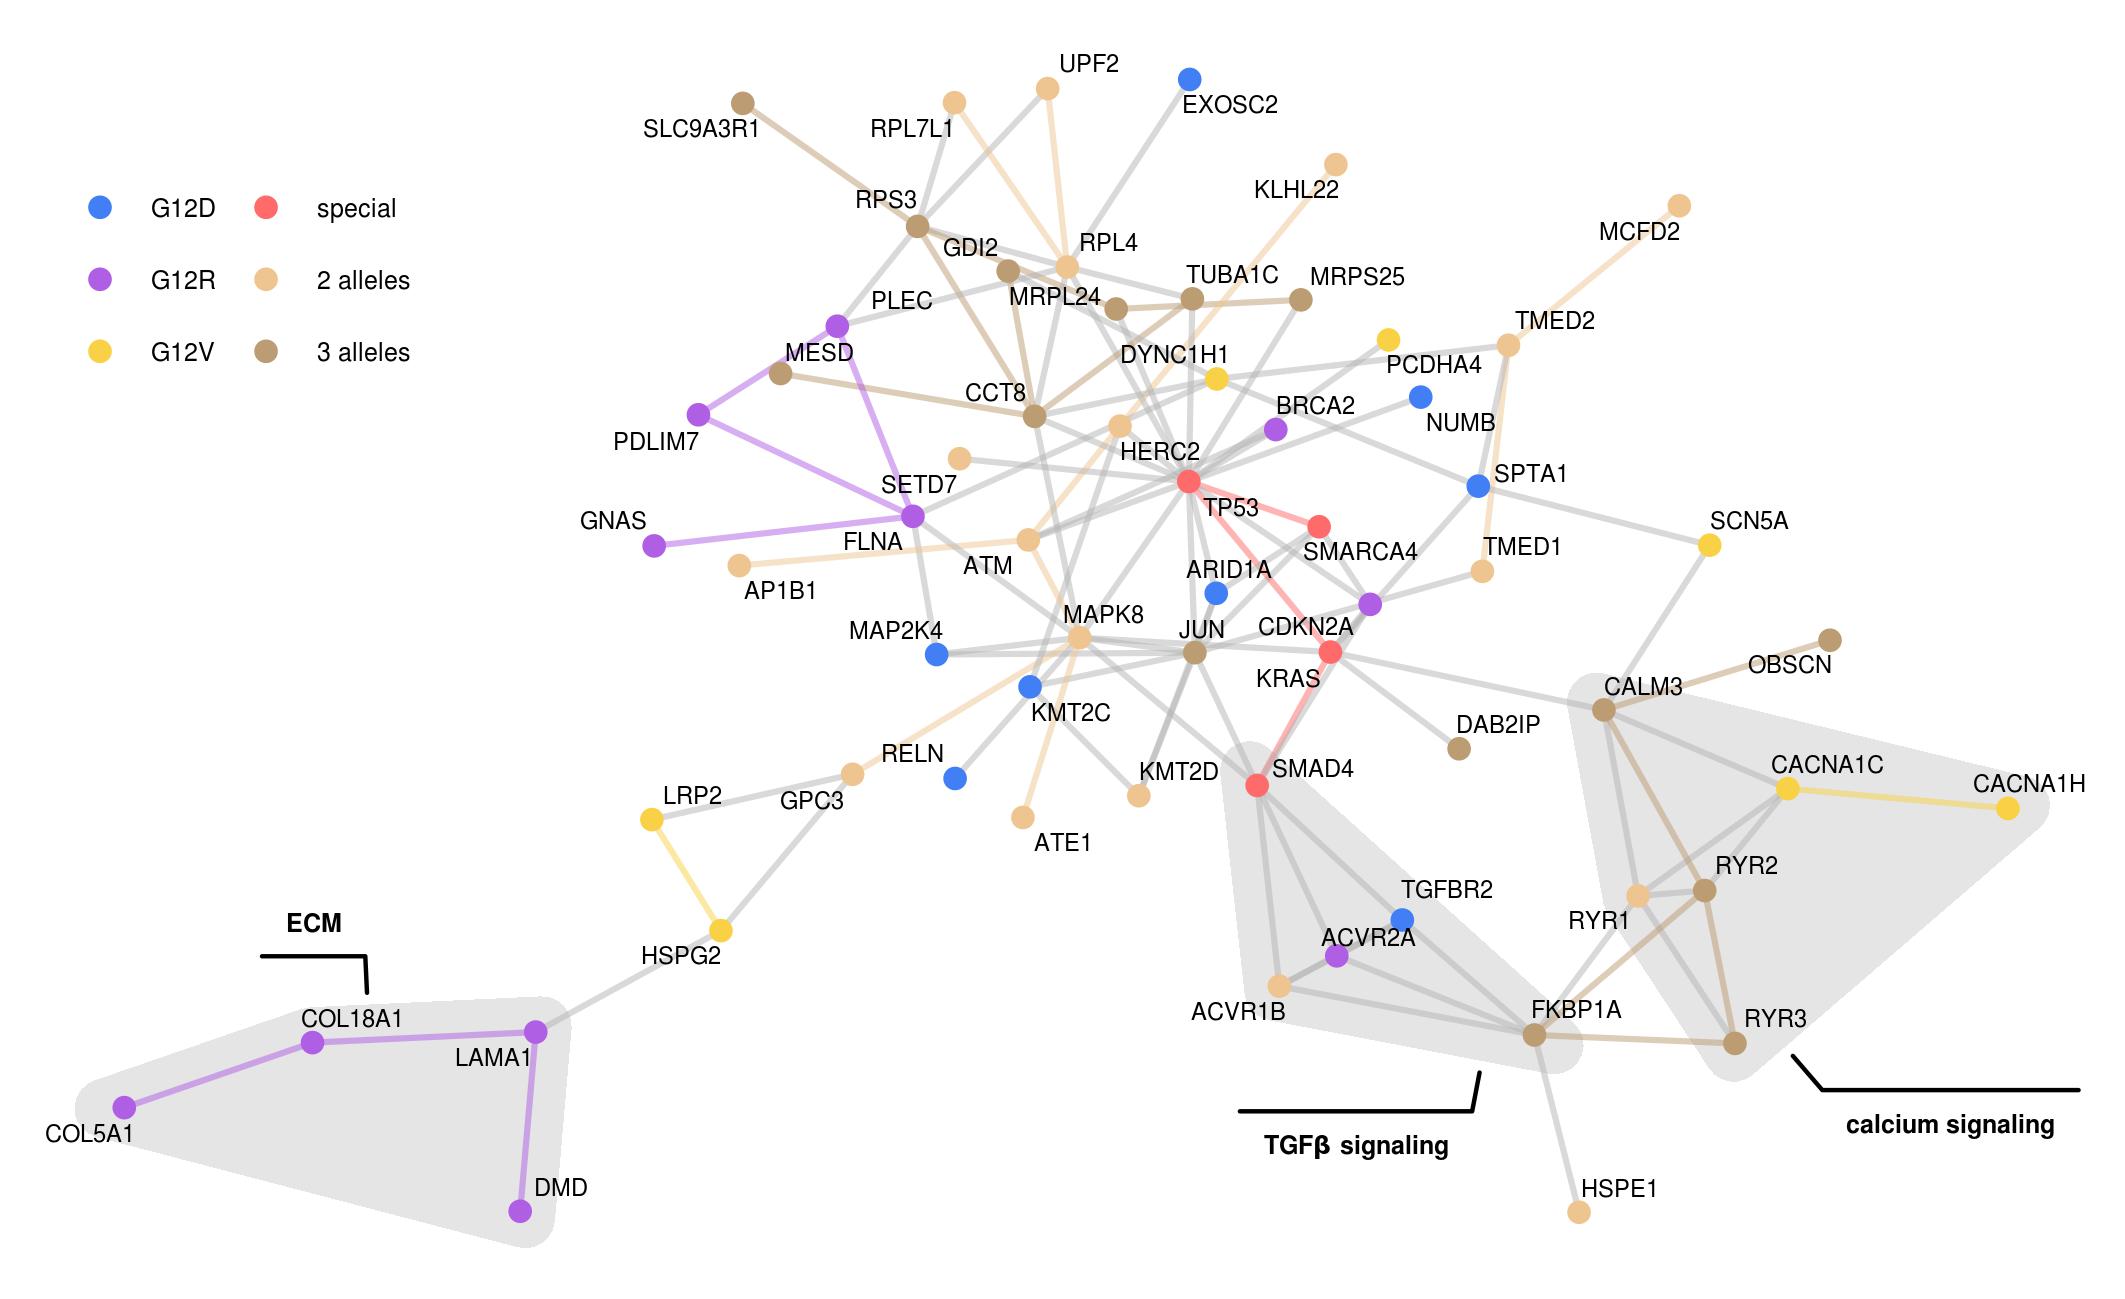 UPF2
EXOSC2
SLC9A3R1
RPL7L1
KLHL22
RPS3
G12D
special
MCFD2
GDI2
RPL4
TUBA1C
MRPS25
G12R
2 alleles
PLEC
MRPL24
TMED2
G12V
3 alleles
MESD
DYNC1H1
PCDHA4
CCT8
BRCA2
NUMB
PDLIM7
HERC2
SPTA1
SETD7
TP53
GNAS
SCN5A
FLNA
SMARCA4
TMED1
ATM
ARID1A
AP1B1
MAPK8
MAP2K4
JUN
CDKN2A
OBSCN
KRAS
CALM3
KMT2C
DAB2IP
RELN
KMT2D
SMAD4
CACNA1C
CACNA1H
LRP2
GPC3
ATE1
RYR2
TGFBR2
ECM
RYR1
ACVR2A
HSPG2
ACVR1B
FKBP1A
COL18A1
RYR3
LAMA1
calcium signaling
COL5A1
TGFβ signaling
DMD
HSPE1